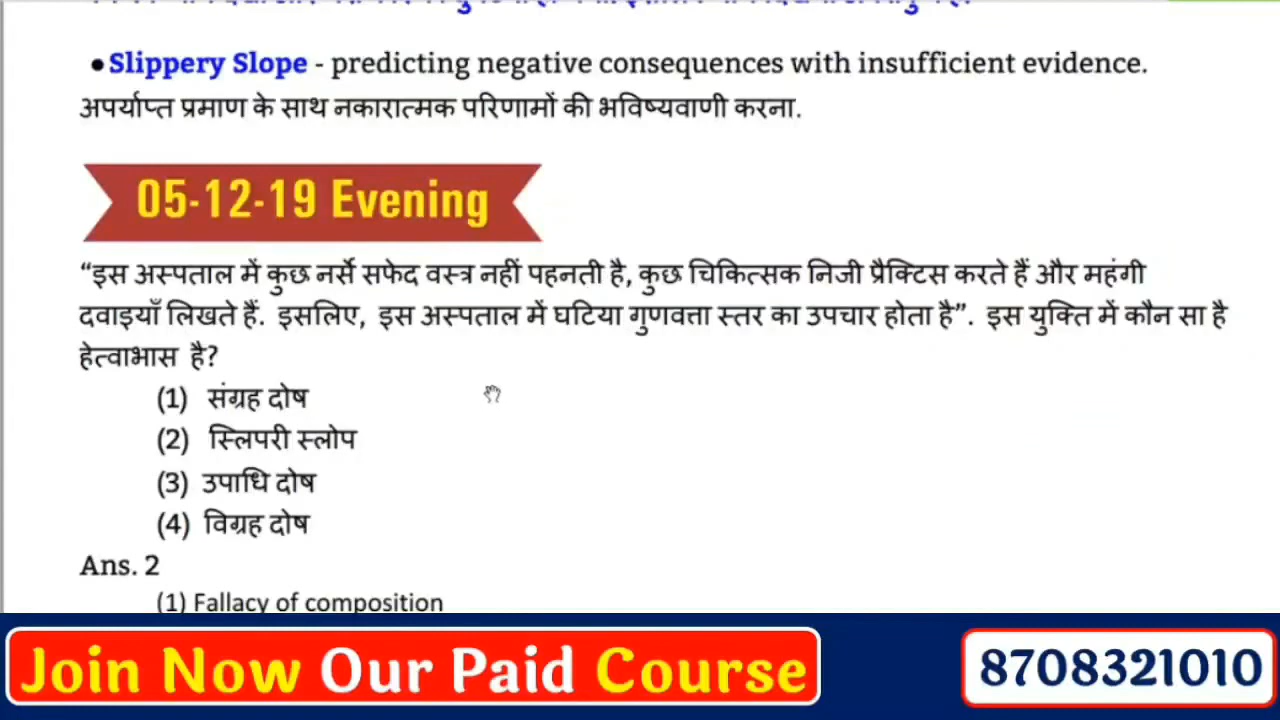 ● Slippery Slope - predicting negative consequences with insufficient evidence.
अपर्याप्त प्रमाण के साथ नकारात्मक परिणामों की भविष्यवाणी करना.
05-12-19 Evening
“इस अस्पताल में कुछ नर्से सफेद वस्त्र नहीं पहनती है, कुछ चिकित्सक निजी प्रैक्टिस करते हैं और महंगी
दवाइयाँ लिखते हैं. इसलिए, इस अस्पताल में घटिया गुणवत्ता स्तर का उपचार होता है”. इस युक्ति में कौन सा है
हेत्वाभास है?
(1) संग्रह दोष
(2) स्लिपरी स्लोप
(3) उपाधि दोष
(4) विग्रह दोष
Ans. 2
(1) Fallacy of composition
Join Now Our Paid Course
8708321010